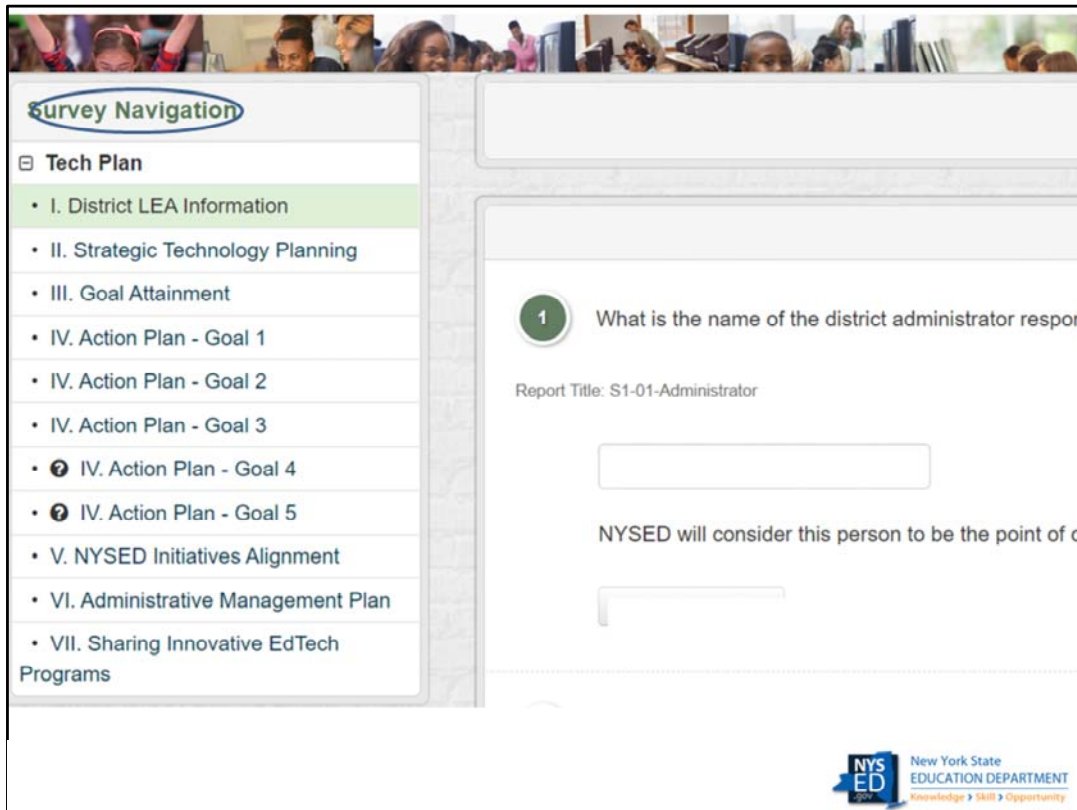 Survey Navigation
Tech Plan
• I. District LEA Information
• II. Strategic Technology Planning
• III. Goal Attainment
• IV. Action Plan - Goal 1
• IV. Action Plan - Goal 2
• IV. Action Plan - Goal 3
• ? IV. Action Plan - Goal 4
• ? IV. Action Plan - Goal 5
• V. NYSED Initiatives Alignment
• VI. Administrative Management Plan
• VII. Sharing Innovative EdTech
Programs
1 What is the name of the district administrator
Report Title: S1-01-Administrator
NYSED will consider this person to be the point of
NYS
ED
.gov
New York State
EDUCATION DEPARTMENT
Knowledge > Skill > Opportunity